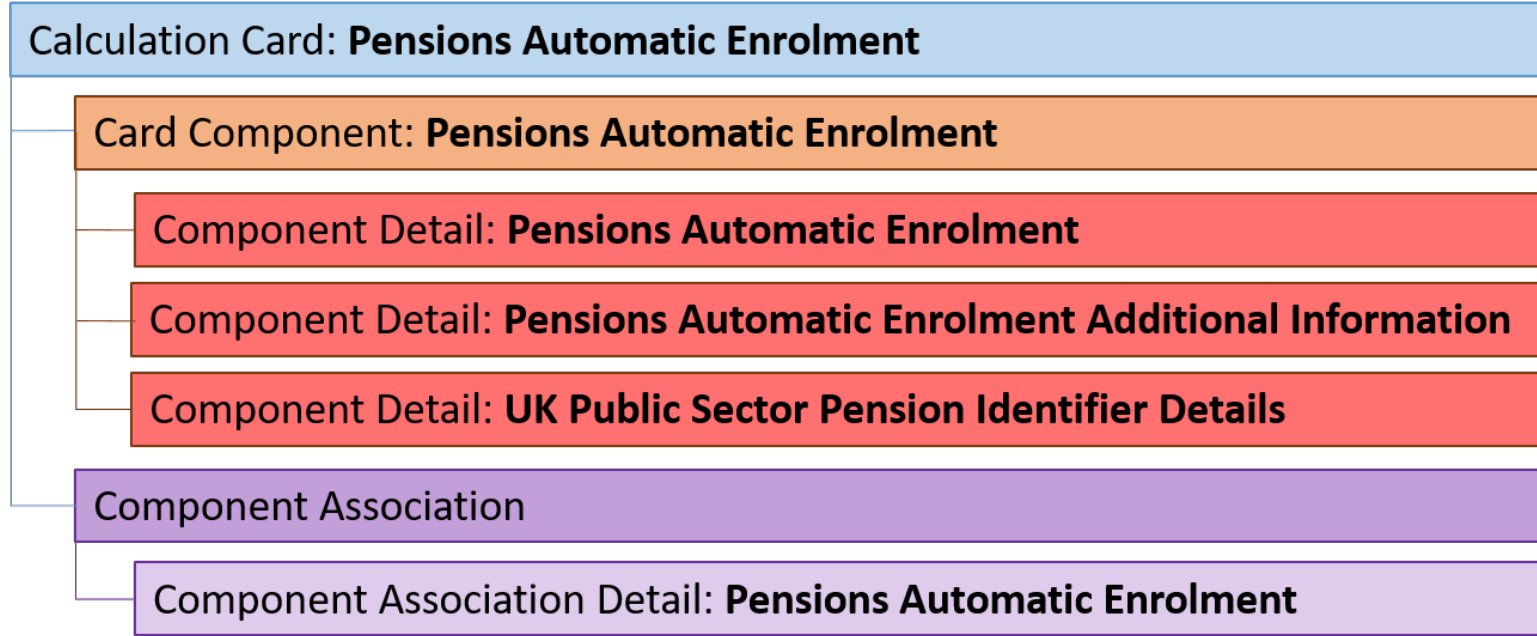 Calculation Card: Pensions Automatic Enrolment
Card Component: Pensions Automatic Enrolment
Component Detail: Pensions Automatic Enrolment
Component Detail: Pensions Automatic Enrolment Additional Information
Component Detail: UK Public Sector Pension Identifier Details
Component Association
Component Association Detail: Pensions Automatic Enrolment